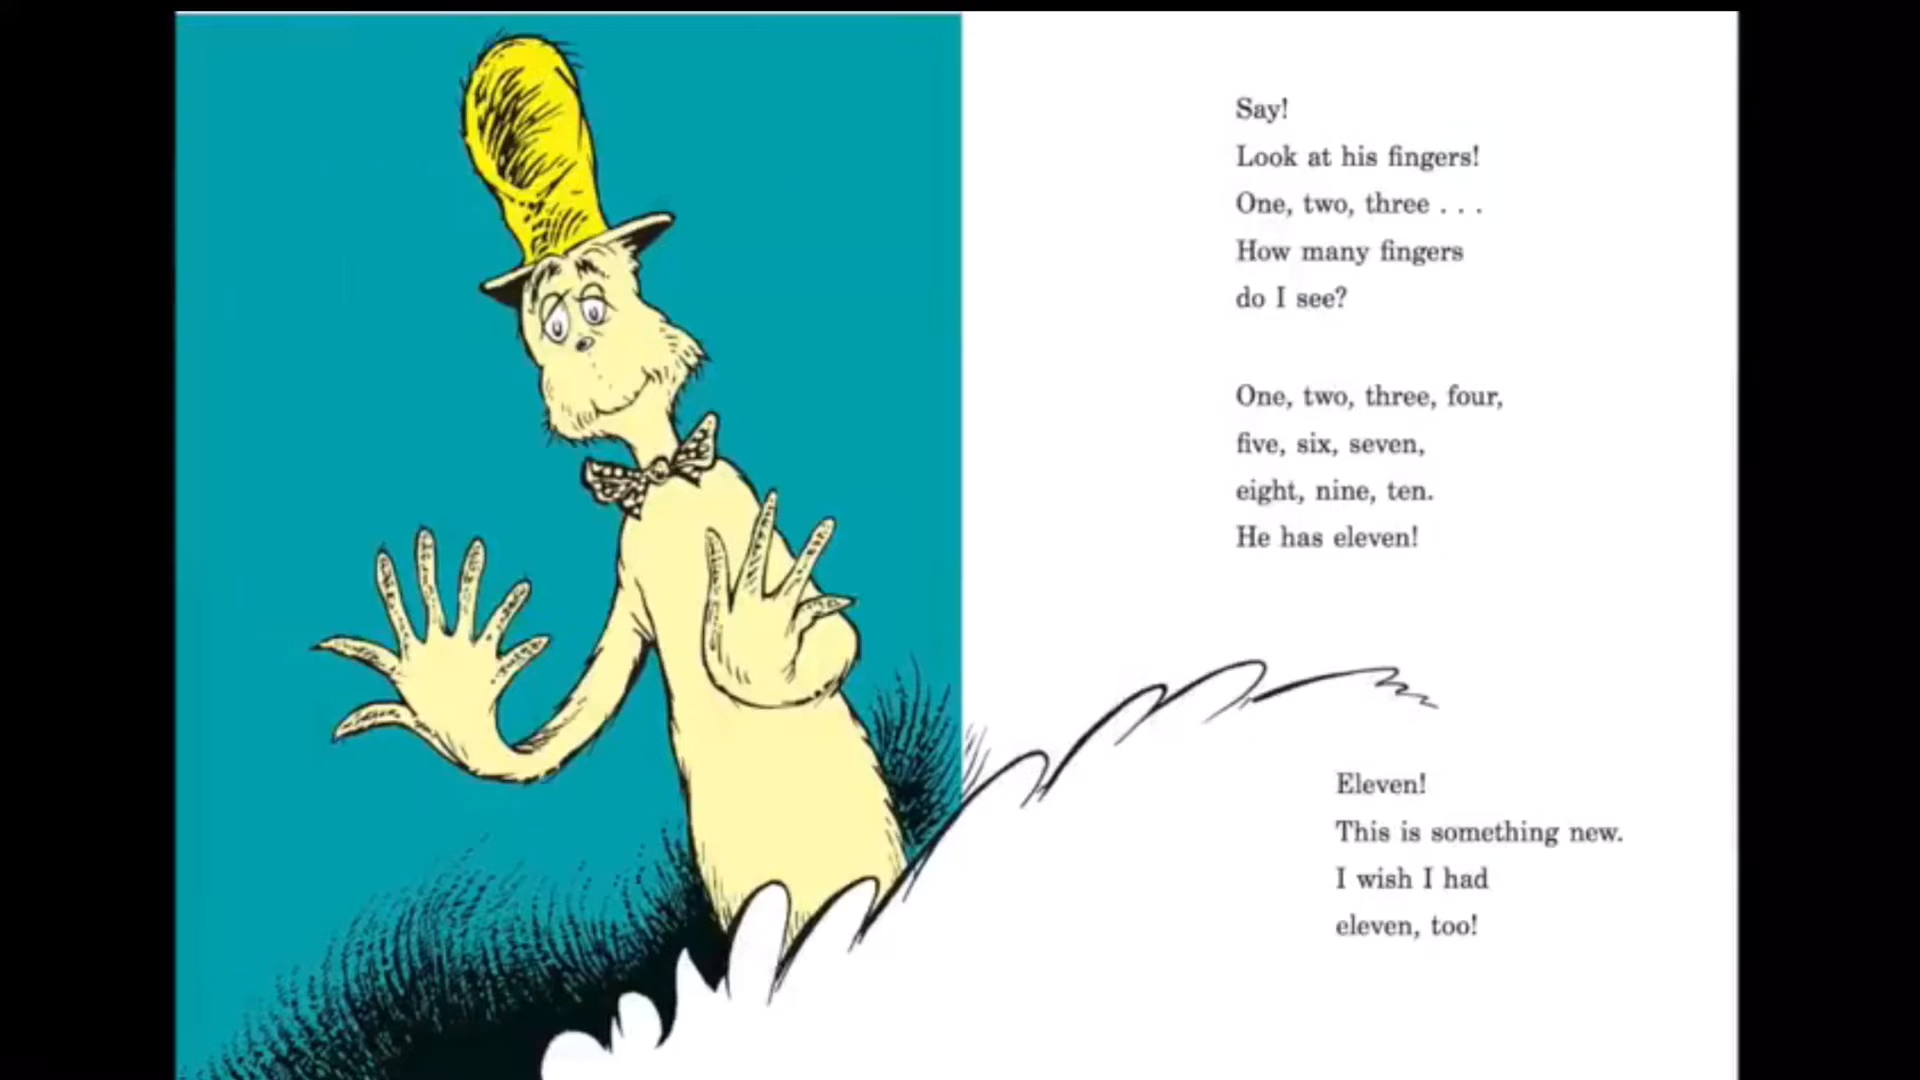 Say!
Look at his fingers!
One, two, three . . .
How many fingers
do I see?
One, two, three, four,
five, six, seven,
eight, nine, ten.
He has eleven!
Eleven!
This is something new.
I wish I had
eleven, too!